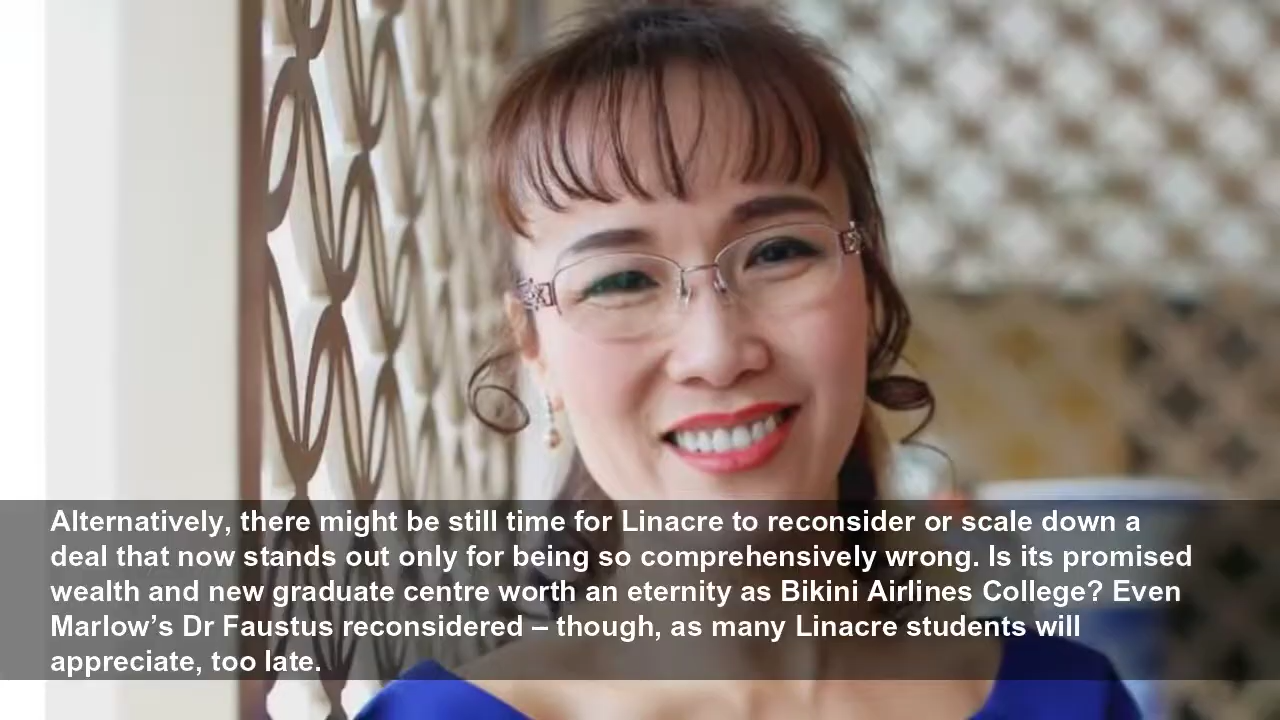 Alternatively, there might be still time for Linacre to reconsider or scale down a
deal that now stands out only for being so comprehensively wrong. Is its promised
wealth and new graduate centre worth an eternity as Bikini Airlines College? Even
Marlow’s Dr Faustus reconsidered – though, as many Linacre students will
appreciate, too late.